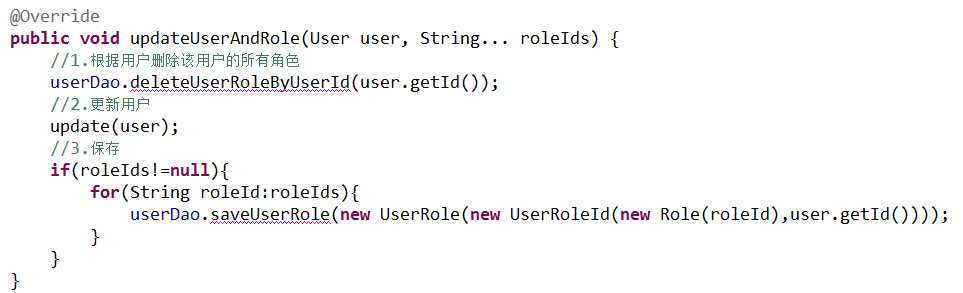 @Override
public void updateUserAndRole(User user, String... roleIds) {
    //1.根据用户删除该用户的所有角色
    userDao.deleteUserRoleByUserId(user.getId());
    //2.更新用户
    update(user);
    //3.保存
    if(roleIds!=null){
        for(String roleId:roleIds){
            userDao.saveUserRole(new UserRole(new UserRoleId(new Role(roleId),user.getId())));
        }
    }
}